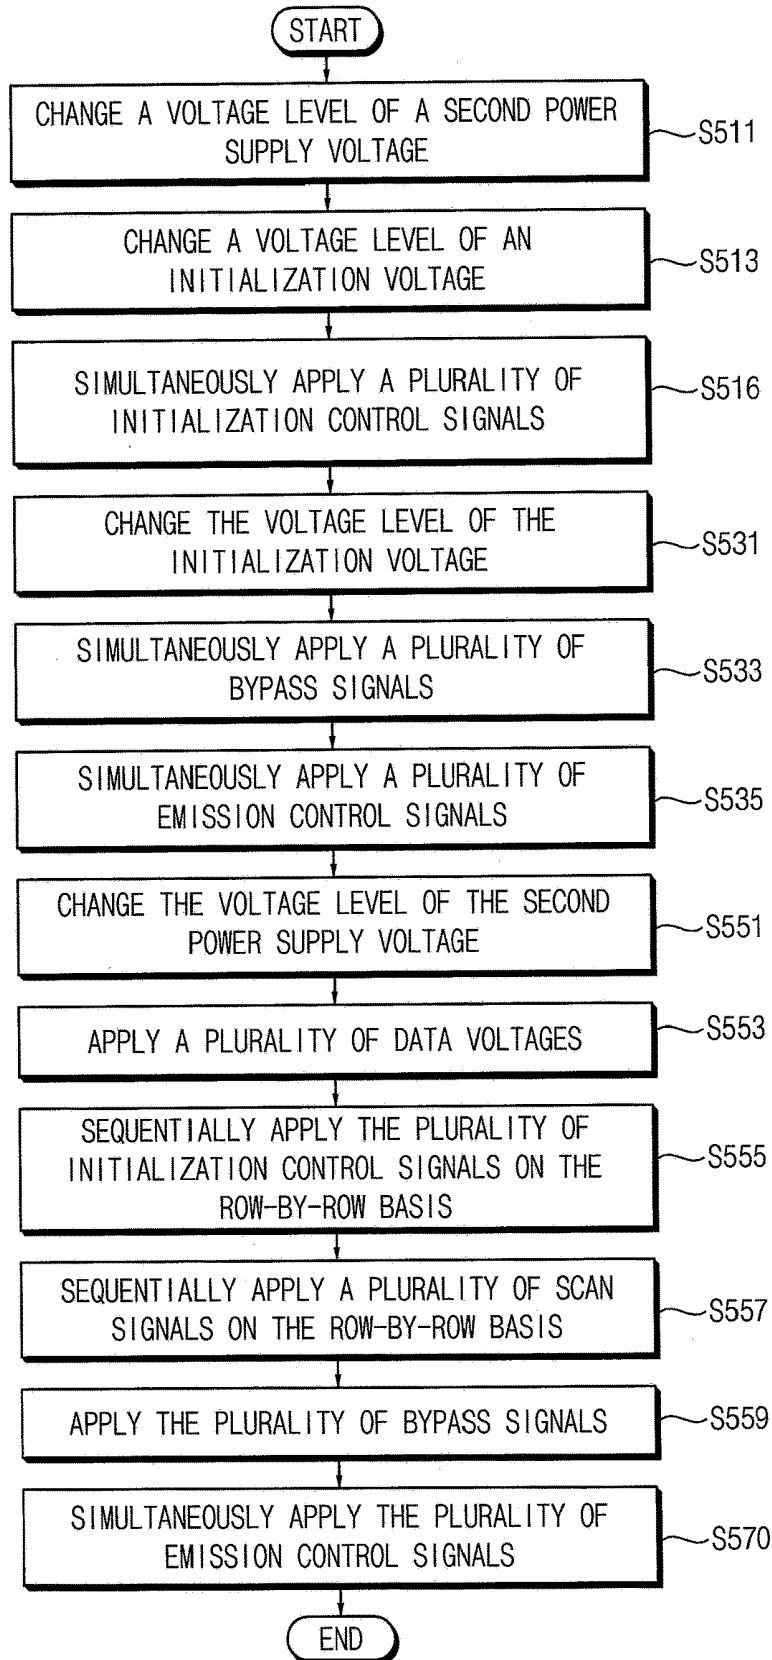 START
CHANGE A VOLTAGE LEVEL OF A SECOND POWER
SUPPLY VOLTAGE
S511
CHANGE A VOLTAGE LEVEL OF AN
INITIALIZATION VOLTAGE
S513
SIMULTANEOUSLY APPLY A PLURALITY OF
INITIALIZATION CONTROL SIGNALS
S516
CHANGE THE VOLTAGE LEVEL OF THE
INITIALIZATION VOLTAGE
S531
SIMULTANEOUSLY APPLY A PLURALITY OF
BYPASS SIGNALS
S533
SIMULTANEOUSLY APPLY A PLURALITY OF
EMISSION CONTROL SIGNALS
S535
CHANGE THE VOLTAGE LEVEL OF THE SECOND
POWER SUPPLY VOLTAGE
S551
APPLY A PLURALITY OF DATA VOLTAGES
S553
SEQUENTIALLY APPLY THE PLURALITY OF
INITIALIZATION CONTROL SIGNALS ON THE
ROW-BY-ROW BASIS
S555
SEQUENTIALLY APPLY A PLURALITY OF SCAN
SIGNALS ON THE ROW-BY-ROW BASIS
S557
APPLY THE PLURALITY OF BYPASS SIGNALS
S559
SIMULTANEOUSLY APPLY THE PLURALITY OF
EMISSION CONTROL SIGNALS
S570
END